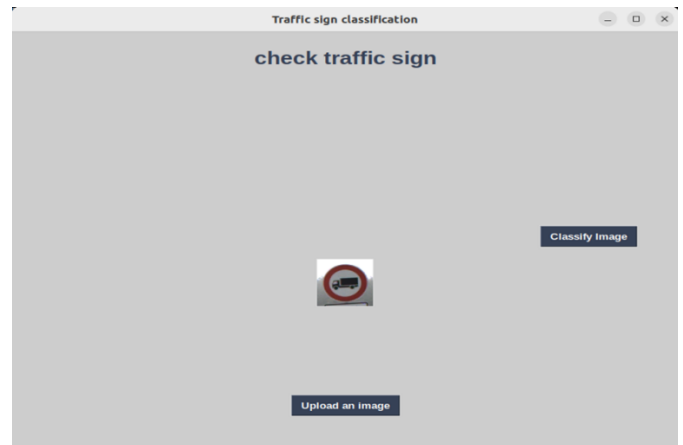 Traffic sign classification
check traffic sign
Classify Image
Upload an image